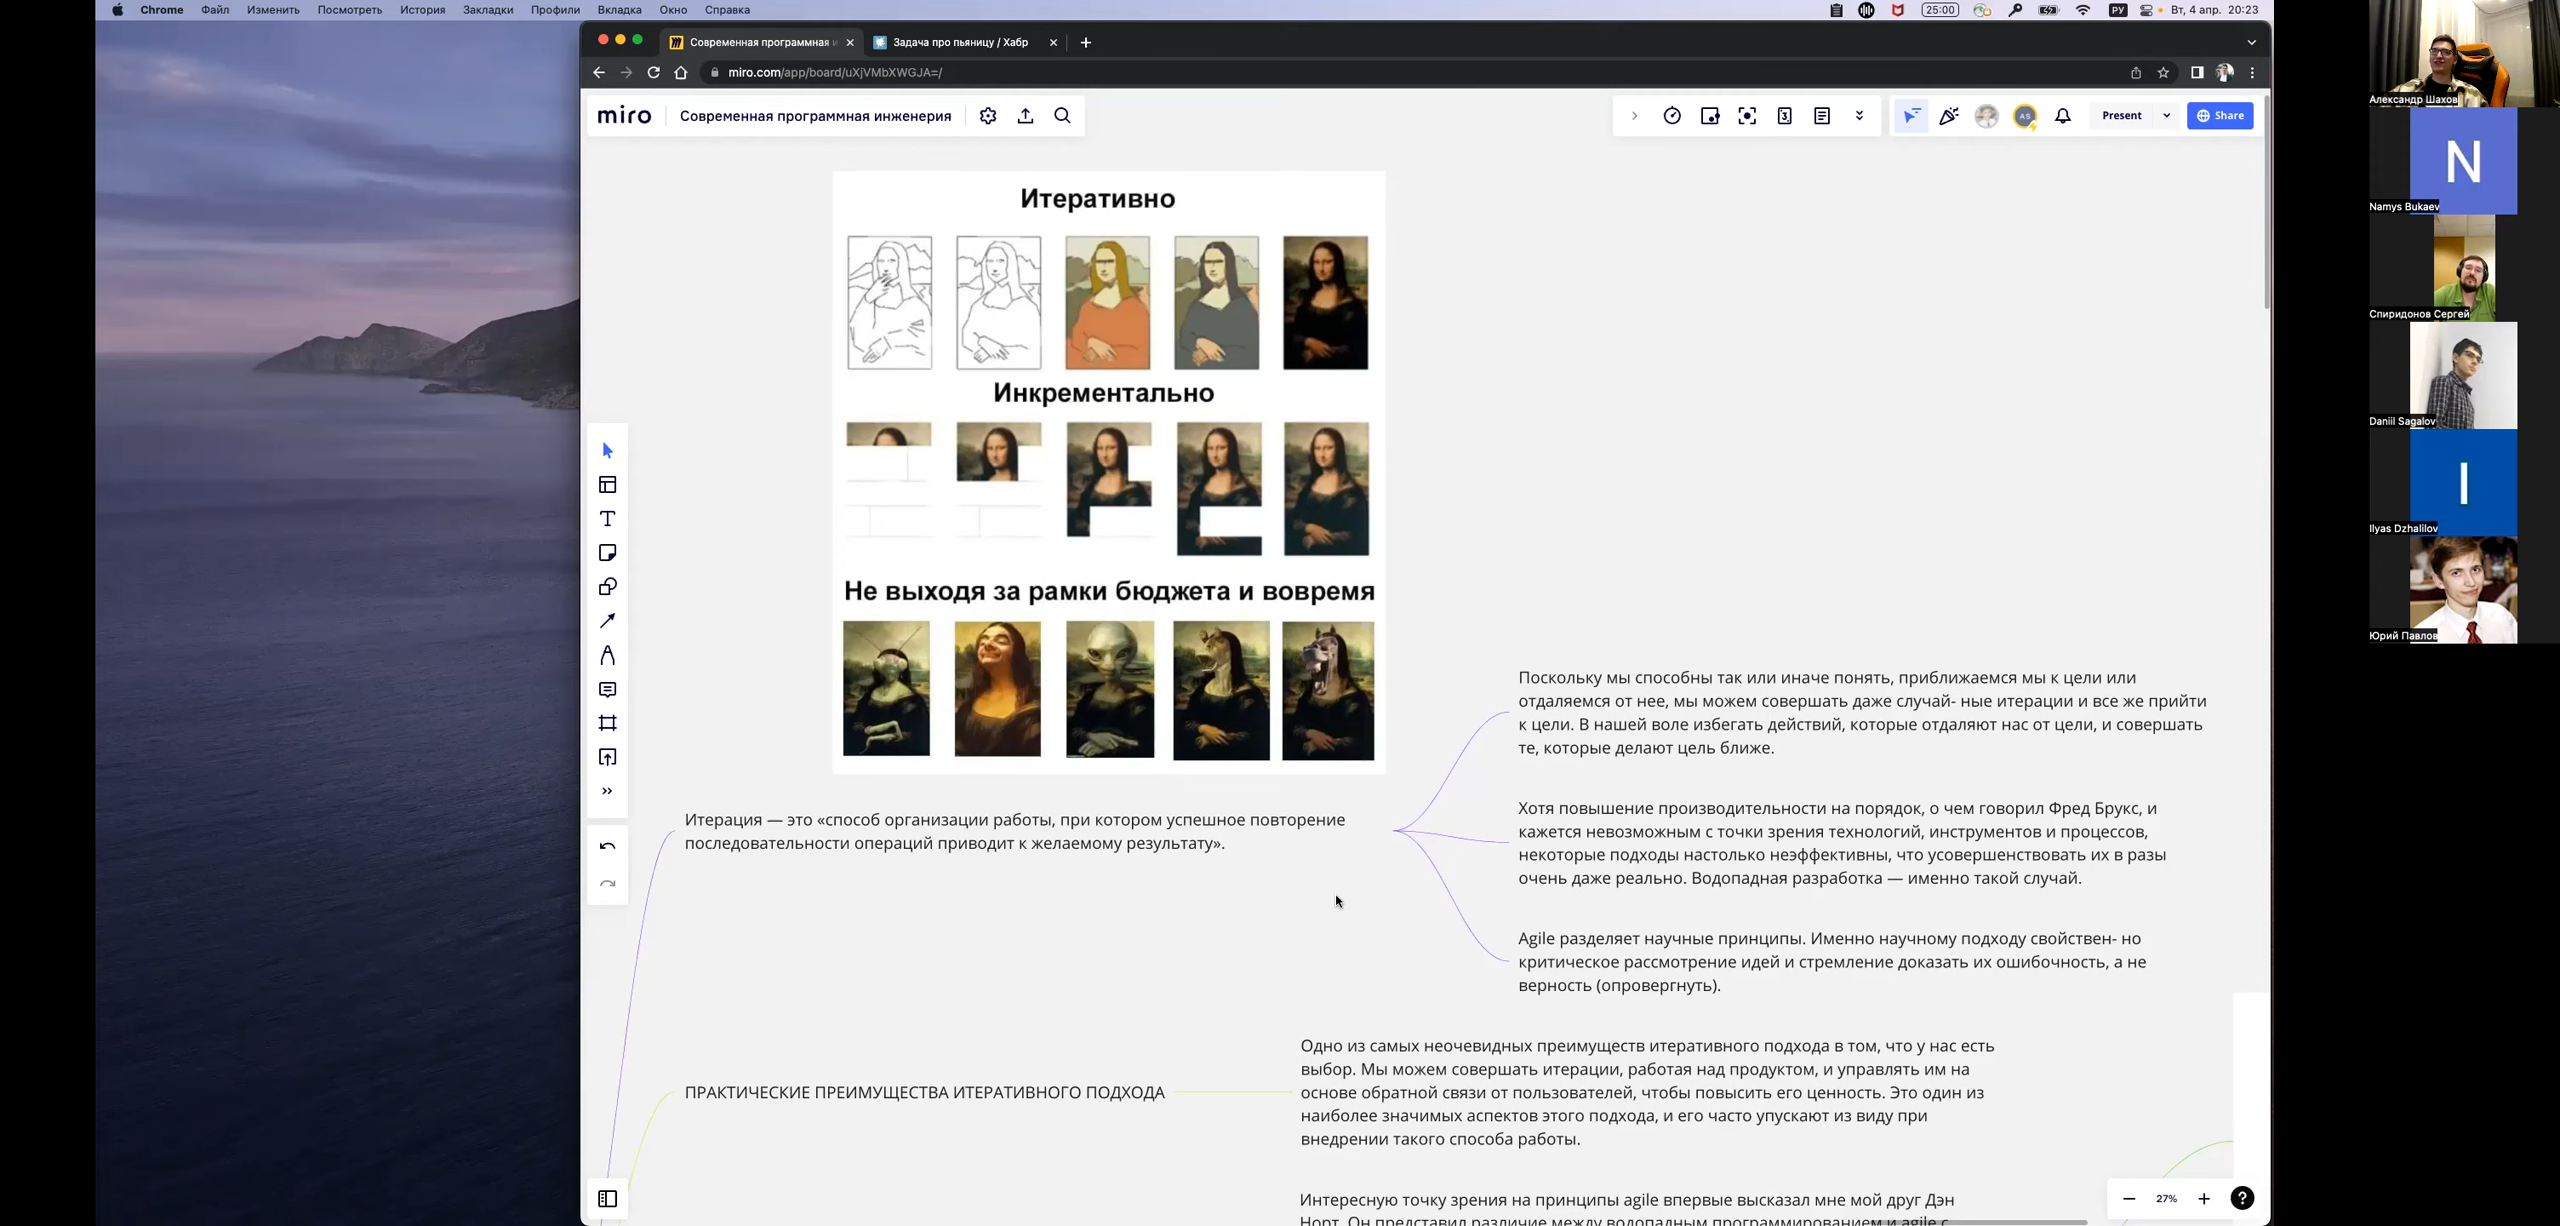 Chrome Файл Изменить Посмотреть История Закладки Профили Вкладка Окно Справка
25:00 РУ Вт, 4 апр. 20:23
Современная программная и
Задача про пьяницу / Хабр
miro.com/app/board/uXjVMbXWGJA=/
miro Современная программная инженерия
AS Present Share
Итеративно
Инкрементально
Не выходя за рамки бюджета и вовремя
Поскольку мы способны так или иначе понять, приближаемся мы к цели или
отдаляемся от нее, мы можем совершать даже случай- ные итерации и все же прийти
к цели. В нашей воле избегать действий, которые отдаляют нас от цели, и совершать
те, которые делают цель ближе.
Итерация — это «способ организации работы, при котором успешное повторение
последовательности операций приводит к желаемому результату».
Хотя повышение производительности на порядок, о чем говорил Фред Брукс, и
кажется невозможным с точки зрения технологий, инструментов и процессов,
некоторые подходы настолько неэффективны, что усовершенствовать их в разы
очень даже реально. Водопадная разработка — именно такой случай.
Agile разделяет научные принципы. Именно научному подходу свойствен- но
критическое рассмотрение идей и стремление доказать их ошибочность, а не
верность (опровергнуть).
ПРАКТИЧЕСКИЕ ПРЕИМУЩЕСТВА ИТЕРАТИВНОГО ПОДХОДА
Одно из самых неочевидных преимуществ итеративного подхода в том, что у нас есть
выбор. Мы можем совершать итерации, работая над продуктом, и управлять им на
основе обратной связи от пользователей, чтобы повысить его ценность. Это один из
наиболее значимых аспектов этого подхода, и его часто упускают из виду при
внедрении такого способа работы.
Интересную точку зрения на принципы agile впервые высказал мне мой друг Дэн
Норт. Он представил различие между водопадным программированием и agile с
27%
Александр Шахов
N
Namys Bukaev
Спиридонов Сергей
Daniil Sagalov
I
Ilyas Dzhalilov
Юрий Павлов